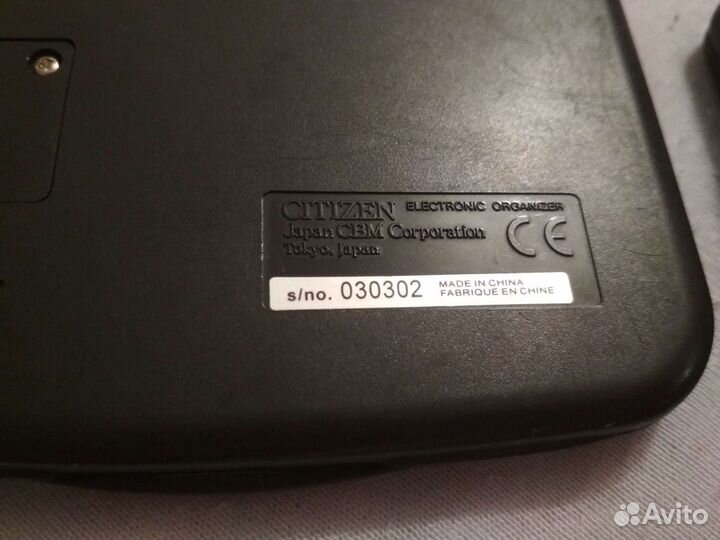 CITIZEN ELECTRONIC ORGANIZER
Japan CBM Corporation
Tokyo, Japan
CE
s/no. 030302 MADE IN CHINA
FABRIQUE EN CHINE
Avito